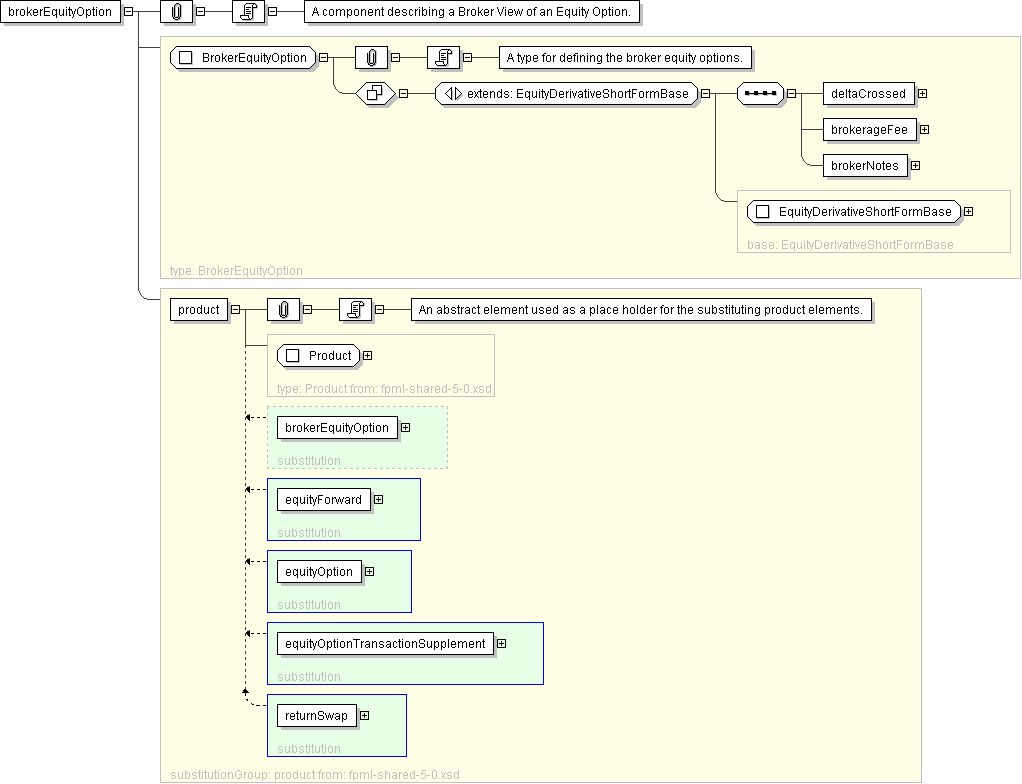 brokerEquityOption
A component describing a Broker View of an Equity Option.
BrokerEquityOption
A type for defining the broker equity options.
extends: EquityDerivativeShortFormBase
deltaCrossed
brokerageFee
brokerNotes
EquityDerivativeShortFormBase
base: EquityDerivativeShortFormBase
type: BrokerEquityOption
product
An abstract element used as a place holder for the substituting product elements.
Product
type: Product from: fpml-shared-5-0.xsd
brokerEquityOption
substitution
equityForward
substitution
equityOption
substitution
equityOptionTransactionSupplement
substitution
returnSwap
substitution
substitutionGroup: product from: fpml-shared-5-0.xsd